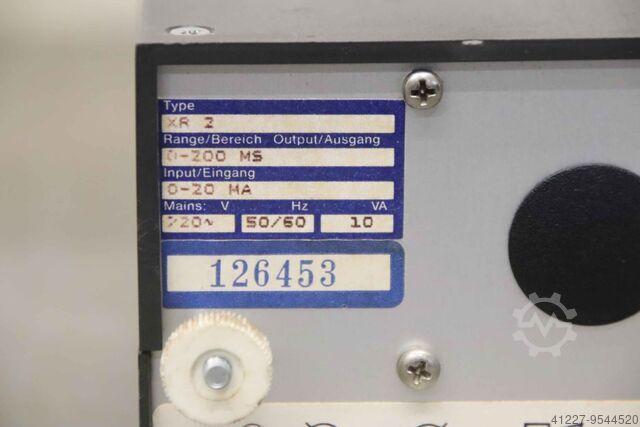 Type
XR 2
Range/Bereich Output/Ausgang
0-200 MS
Input/Eingang
0-20 MA
Mains: V Hz VA
220~ 50/60 10
126453
41227-9544520